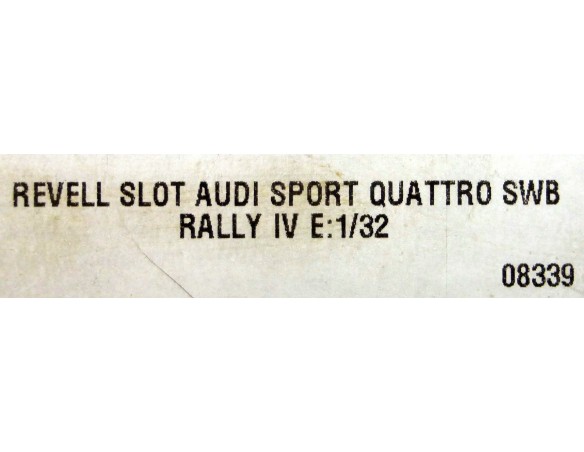 REVELL SLOT AUDI SPORT QUATTRO SWB
RALLY IV E:1/32
08339